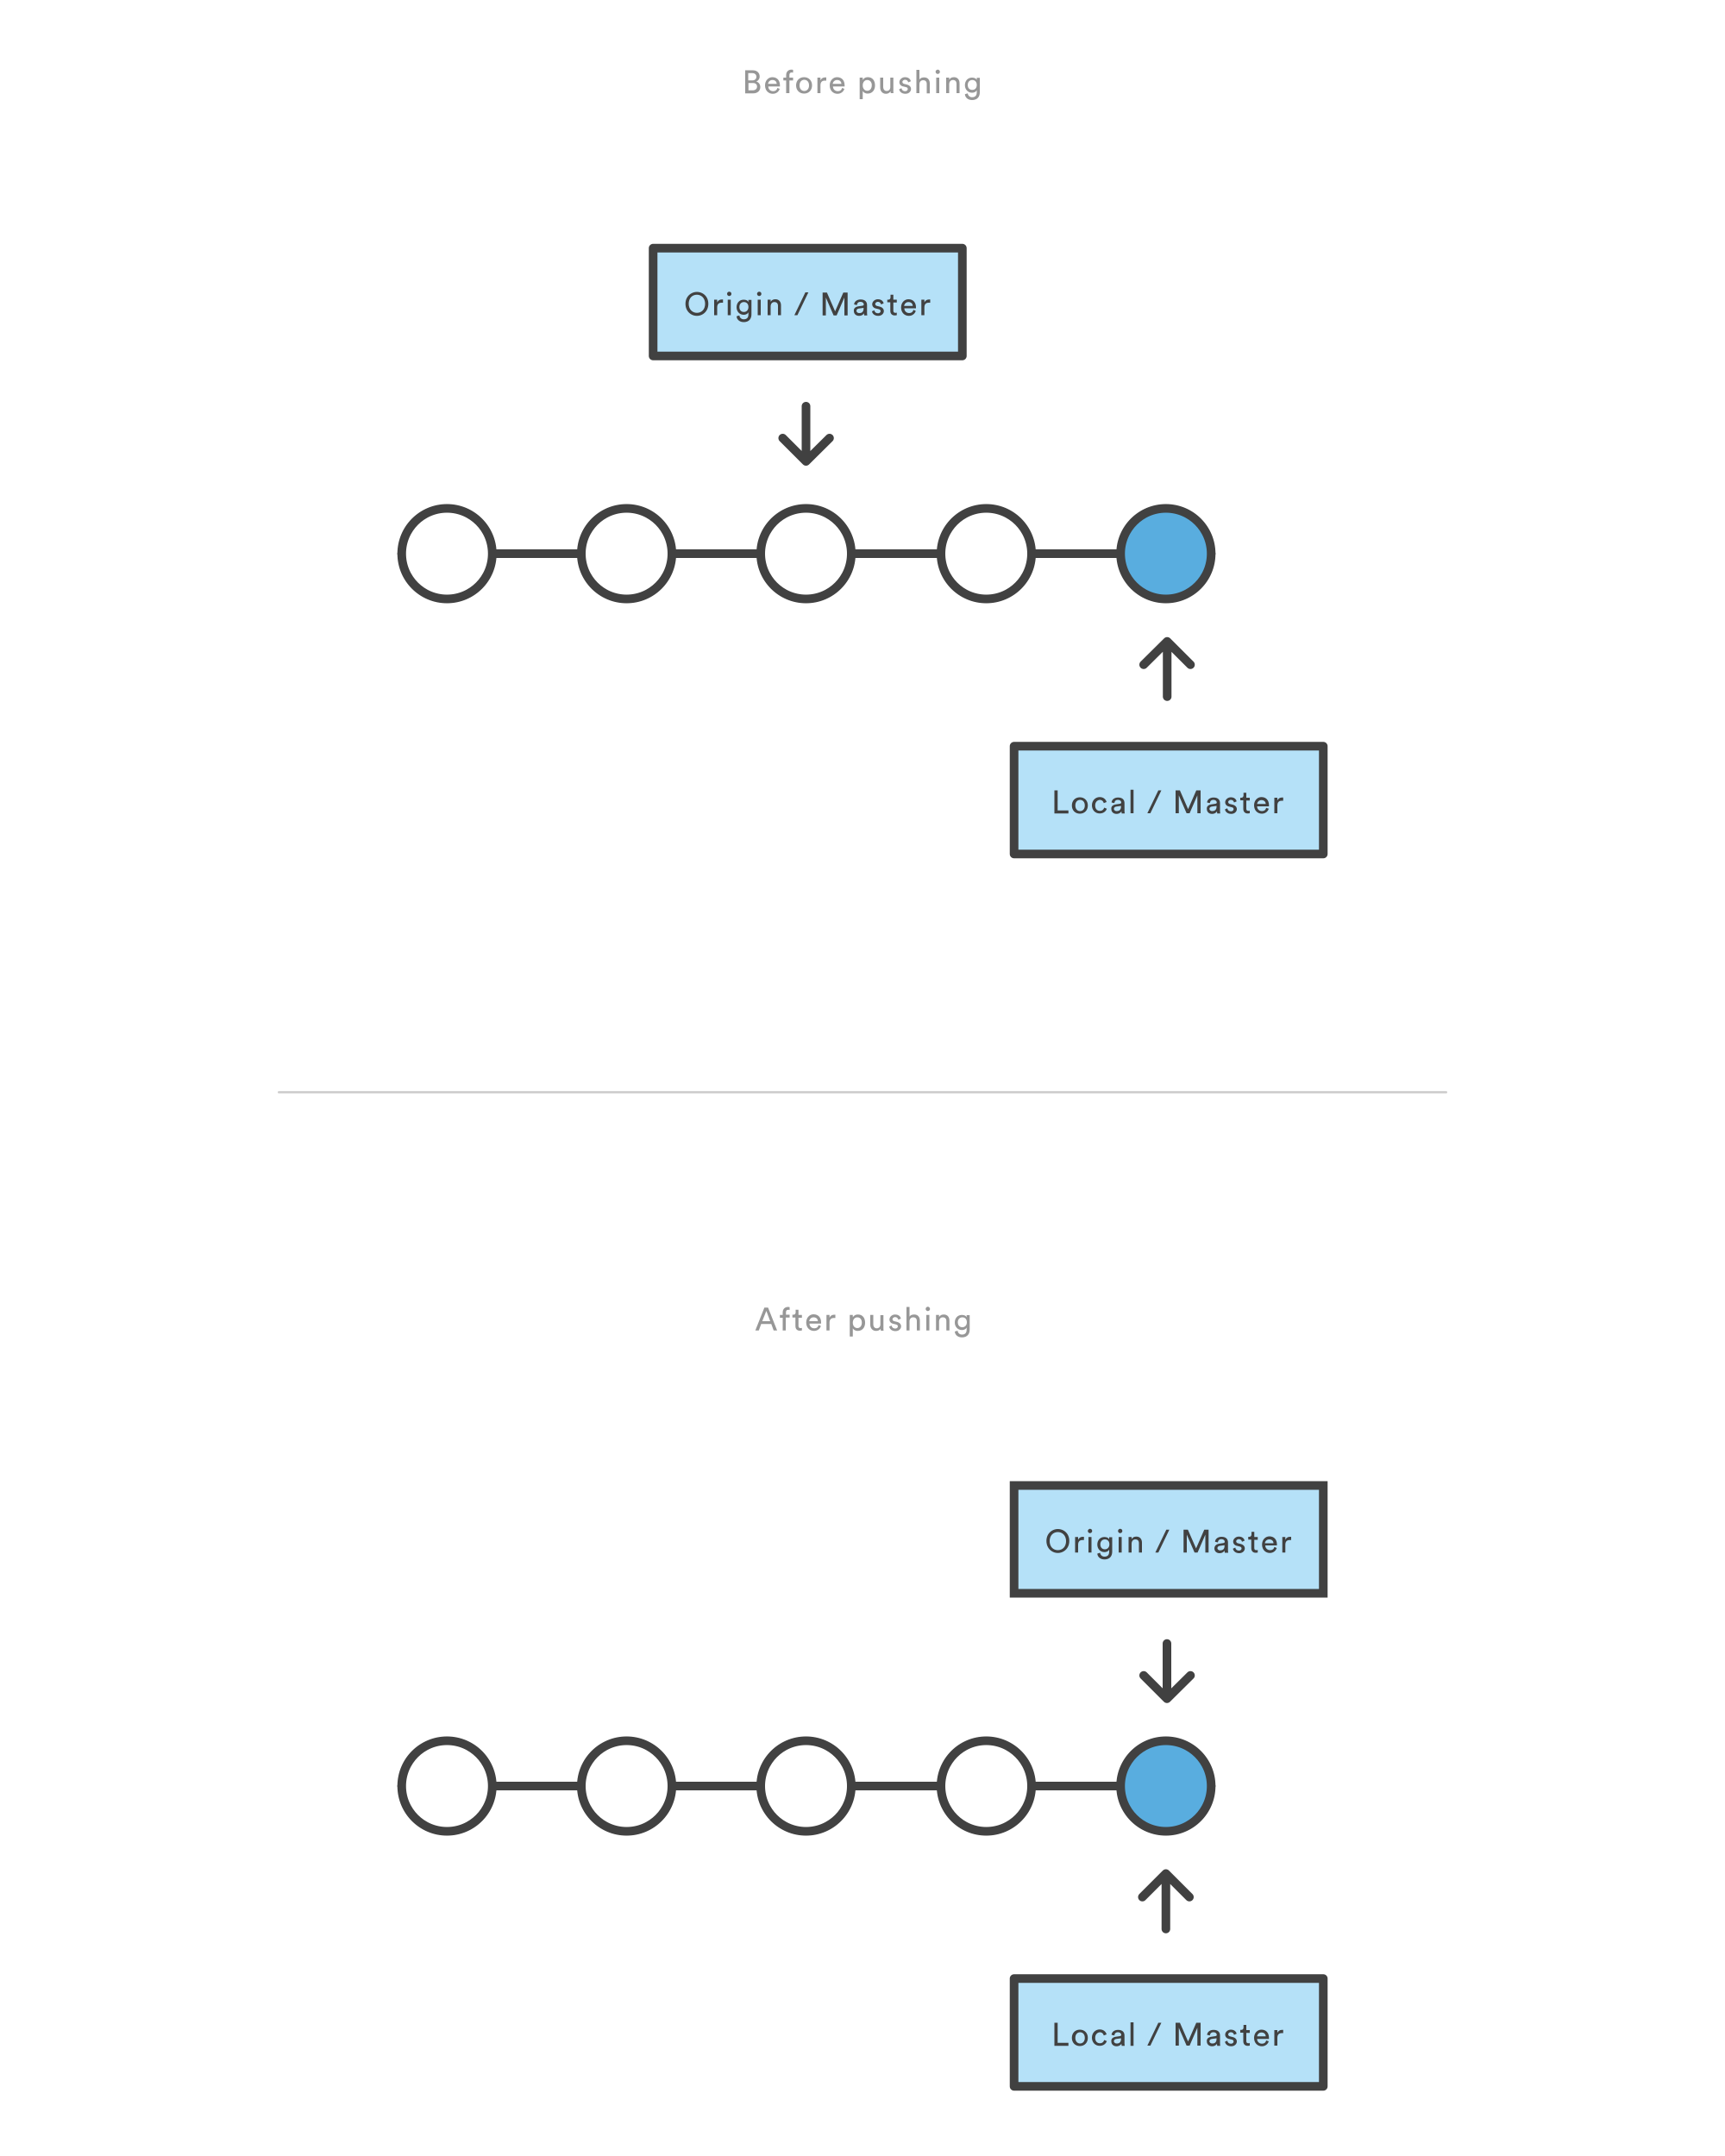 Before pushing
Origin / Master
Local / Master
After pushing
Origin / Master
Local / Master